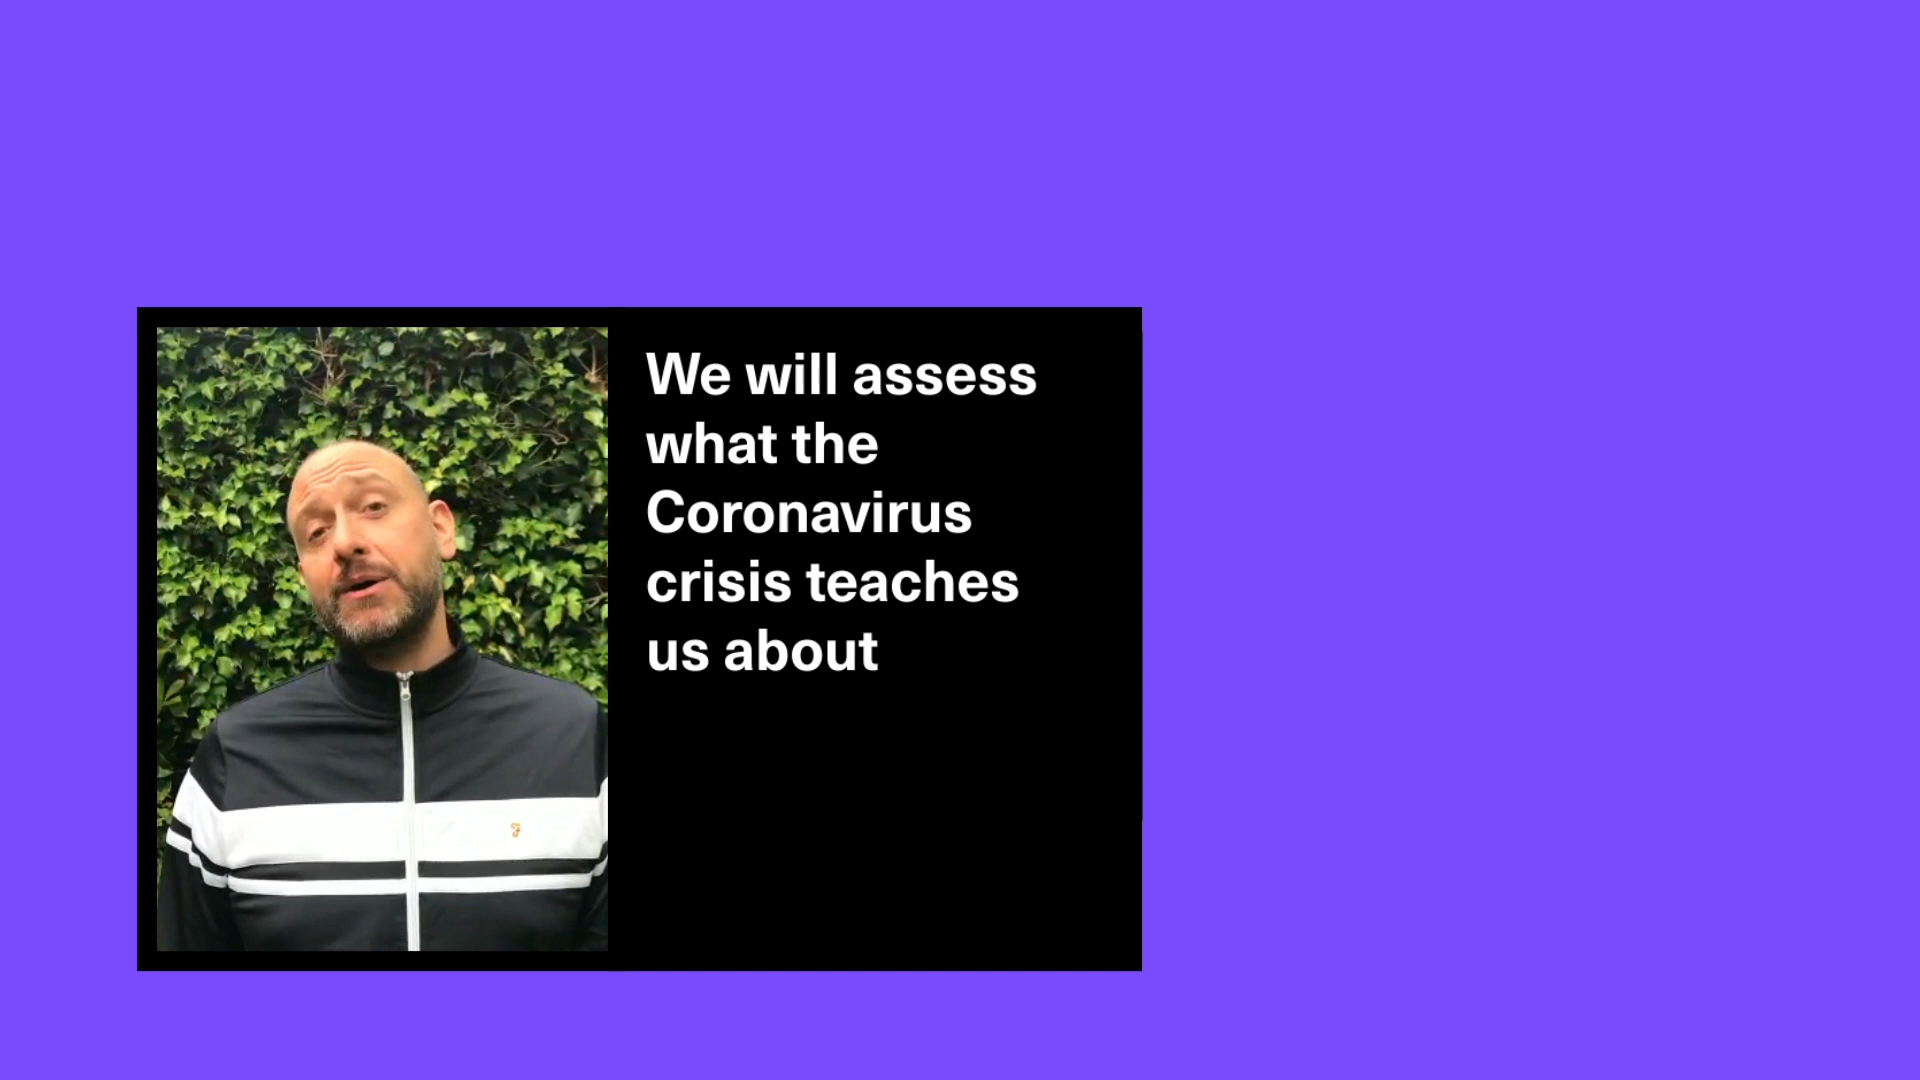 We will assess
what the
Coronavirus
crisis teaches
us about